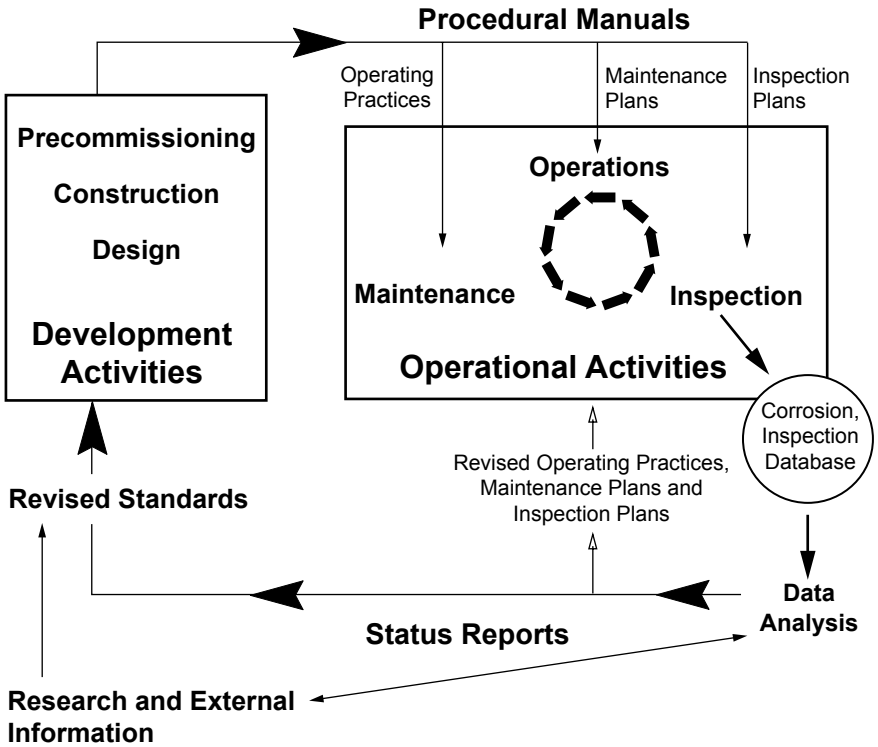 Procedural Manuals
Operating
Practices
Maintenance
Plans
Inspection
Plans
Precommissioning
Construction
Design
Development
Activities
Operations
Maintenance
Inspection
Operational Activities
Corrosion,
Inspection
Database
Revised Operating Practices,
Maintenance Plans and
Inspection Plans
Revised Standards
Data
Analysis
Status Reports
Research and External
Information